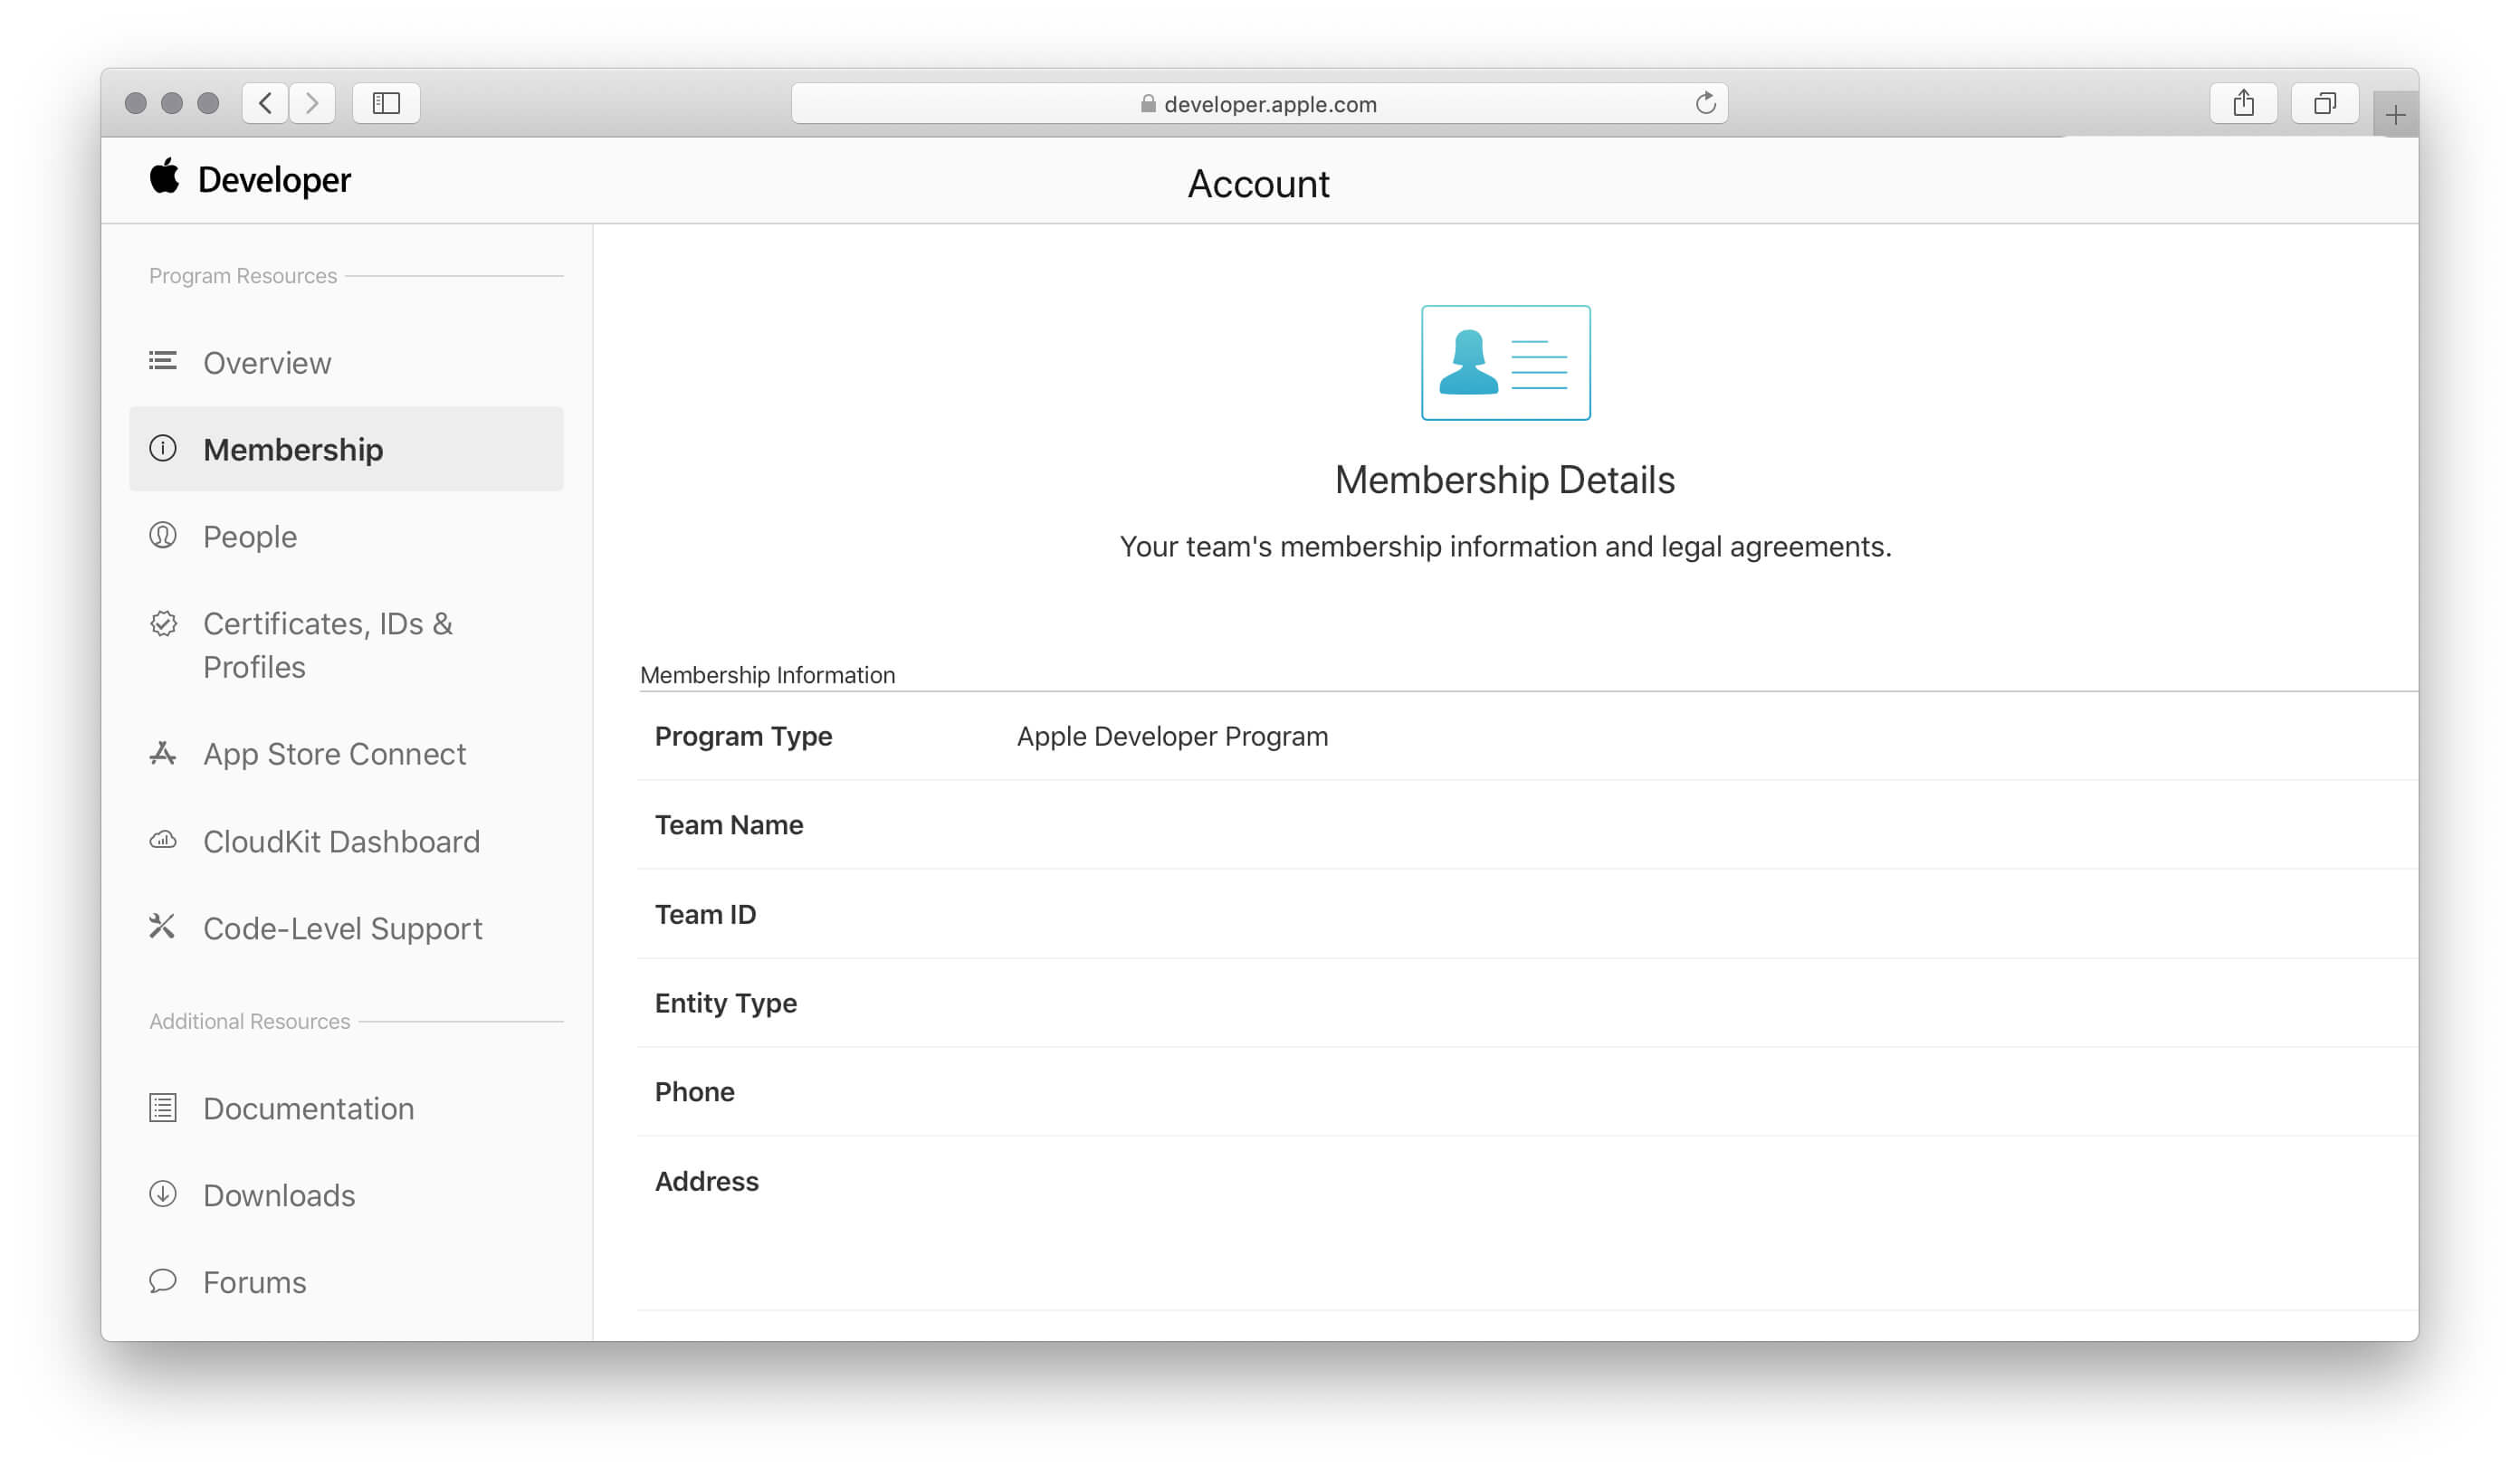 developer.apple.com
Developer
Account
Program Resources
Overview
Membership
People
Certificates, IDs &
Profiles
App Store Connect
CloudKit Dashboard
Code-Level Support
Additional Resources
Documentation
Downloads
Forums
Membership Details
Your team's membership information and legal agreements.
Membership Information
Program Type Apple Developer Program
Team Name
Team ID
Entity Type
Phone
Address